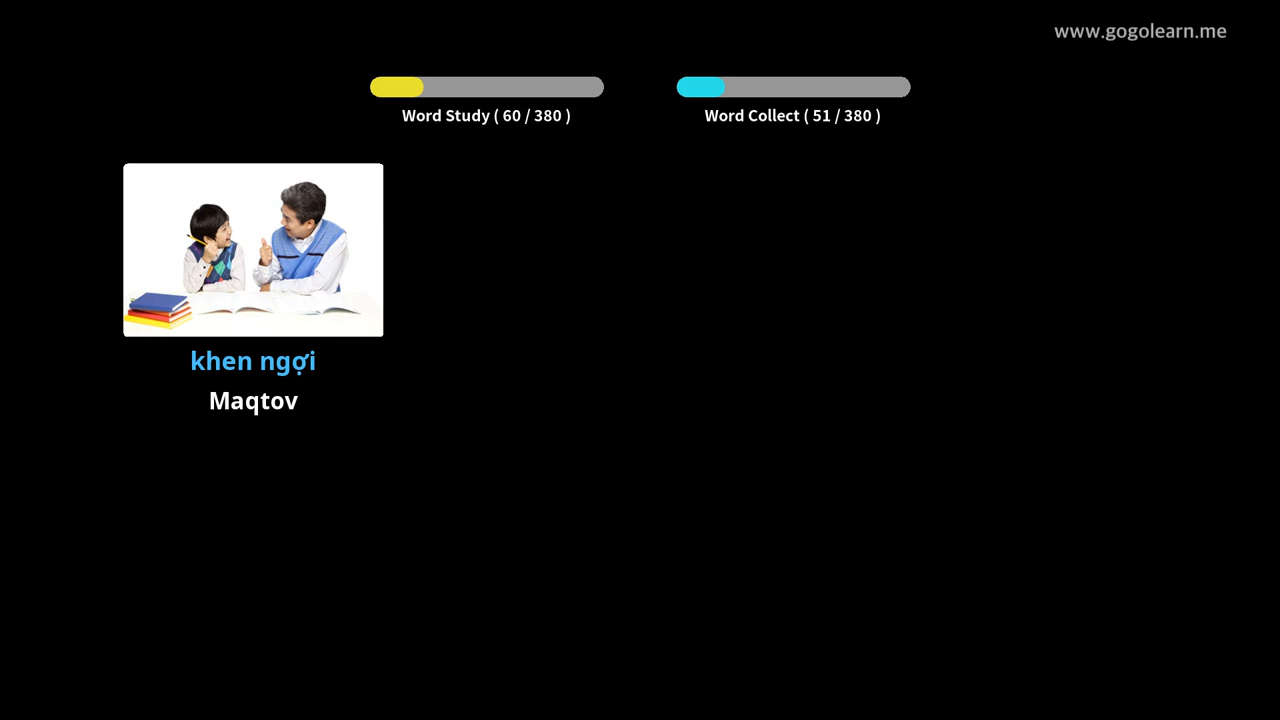 www.gogolearn.me
Word Study ( 60 / 380 )
Word Collect ( 51 / 380 )
khen ngợi
Maqtov